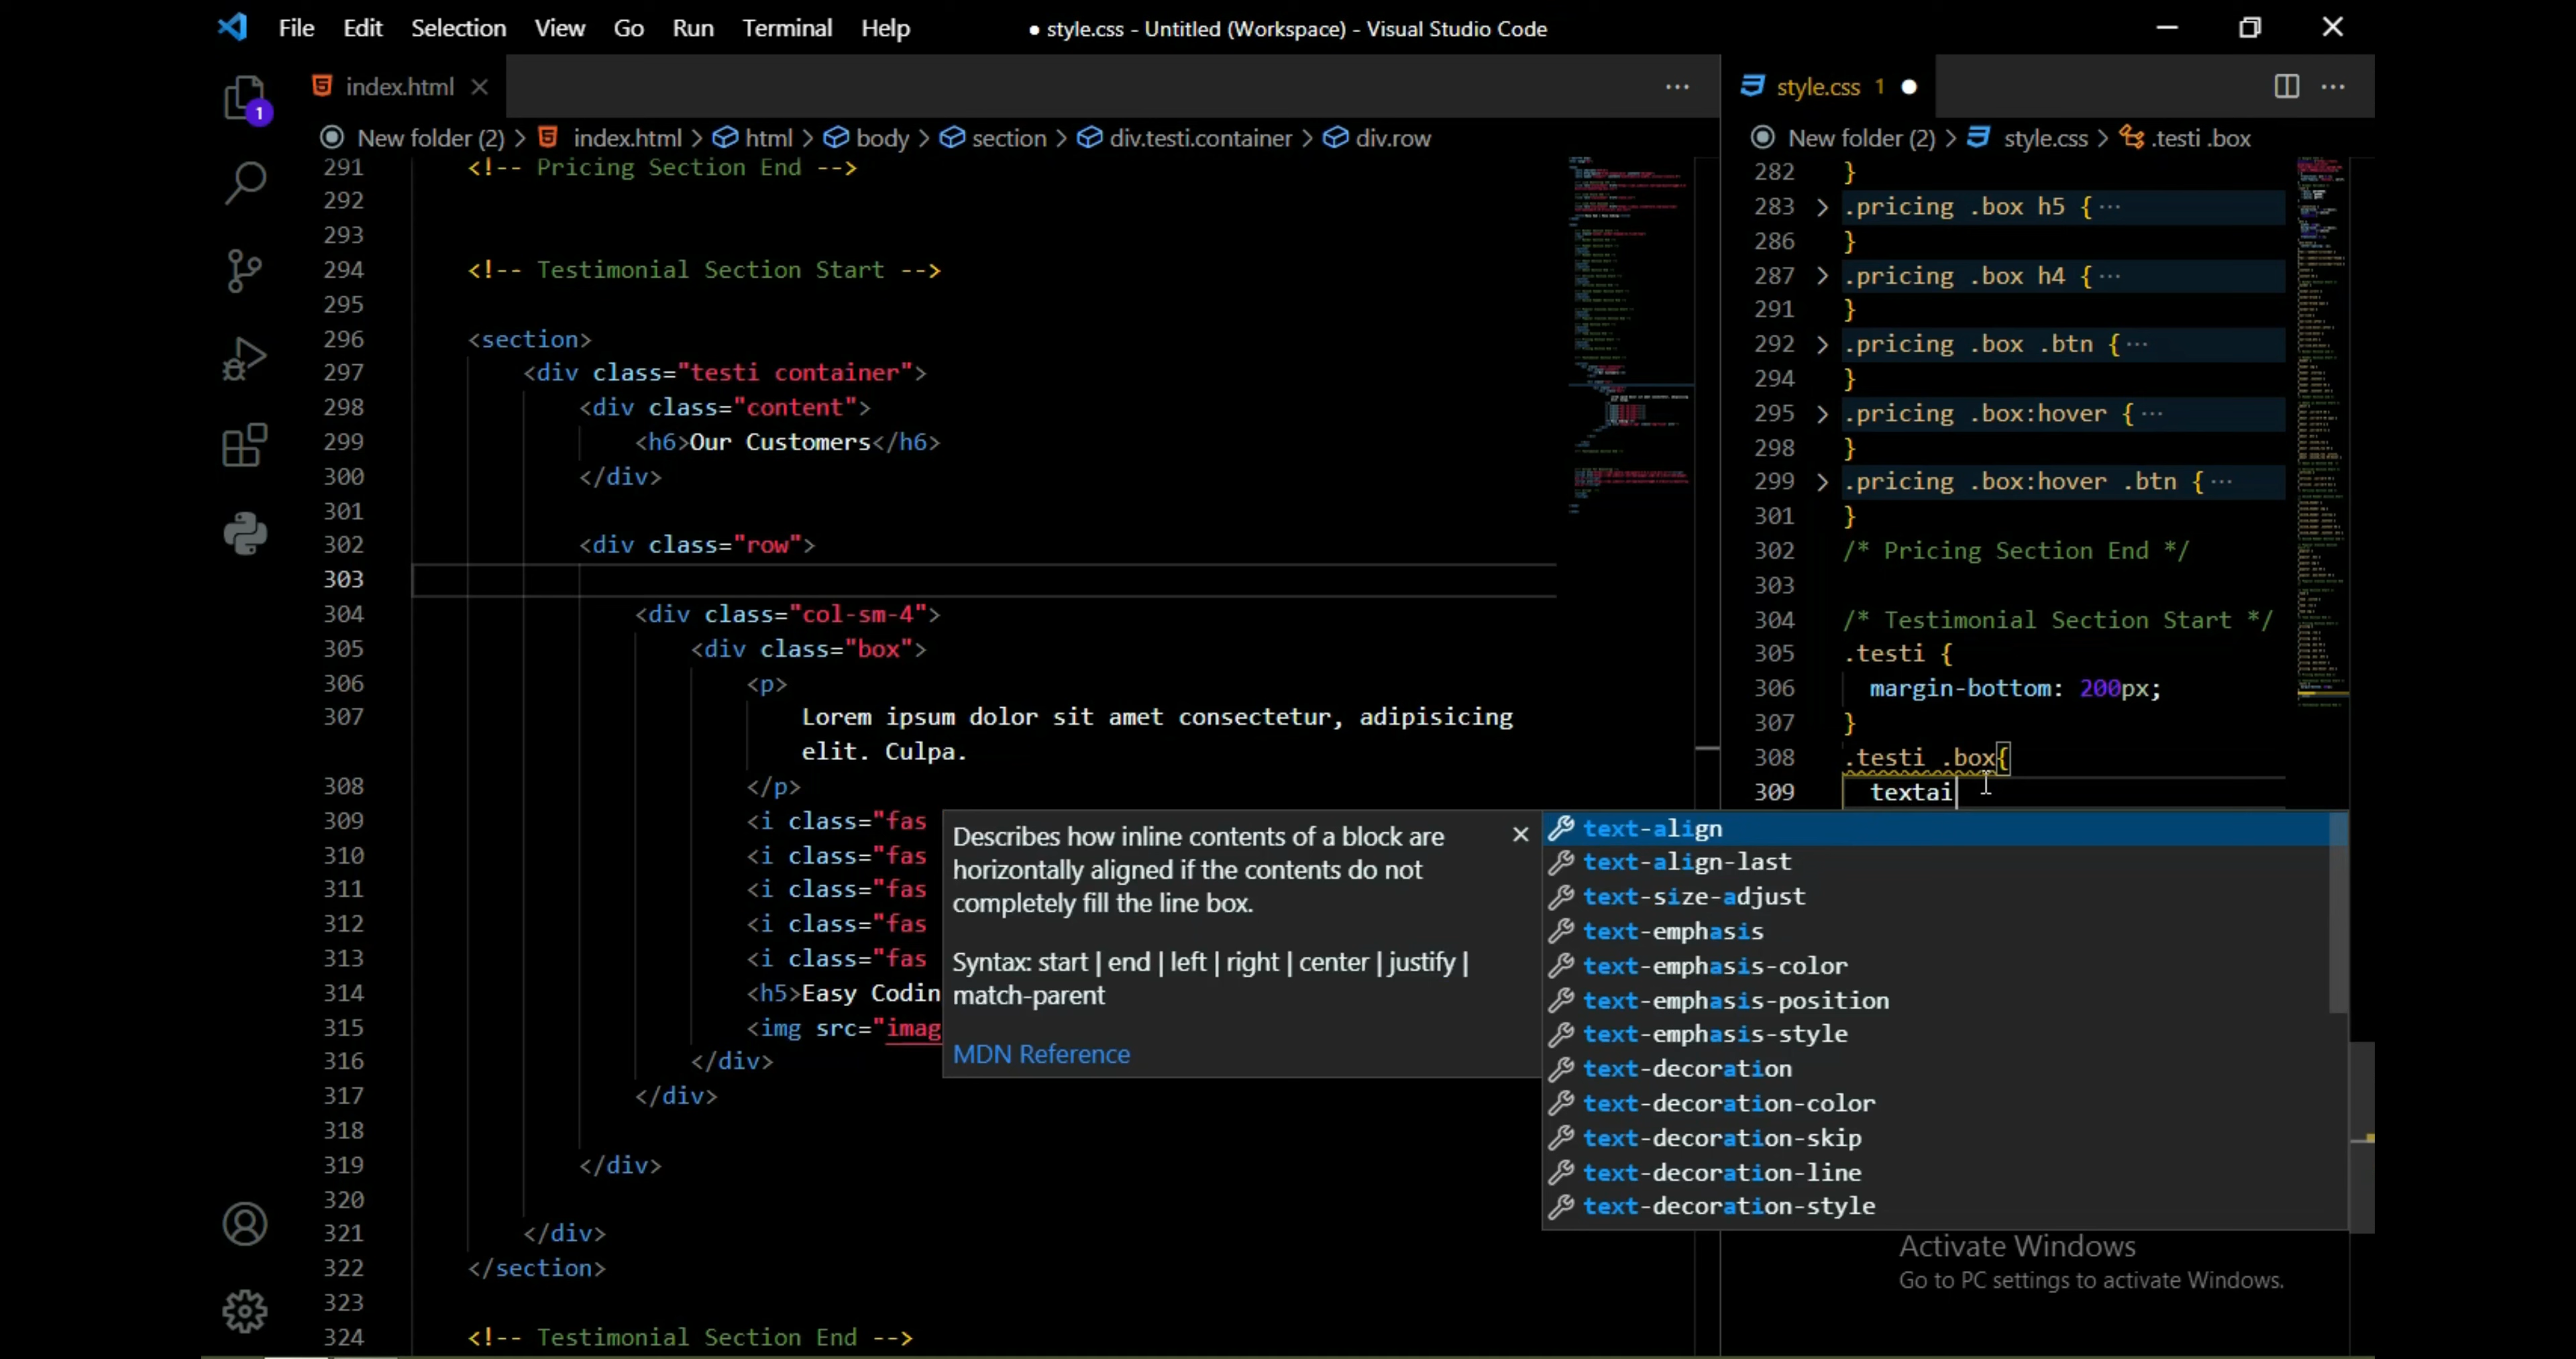 File Edit Selection View Go Run Terminal Help
● style.css - Untitled (Workspace) - Visual Studio Code
1
index.html
New folder (2) > index.html > html > body > section > div.testi.container > div.row
291 <!-- Pricing Section End -->
292
293
294 <!-- Testimonial Section Start -->
295
296 <section>
297 <div class="testi container">
298 <div class="content">
299 <h6>Our Customers</h6>
300 </div>
301
302 <div class="row">
303
304 <div class="col-sm-4">
305 <div class="box">
306 <p>
307 Lorem ipsum dolor sit amet consectetur, adipisicing
elit. Culpa.
308 </p>
309 <i class="fas
310 <i class="fas
311 <i class="fas
312 <i class="fas
313 <i class="fas
314 <h5>Easy Codin
315 <img src="imag
316 </div>
317 </div>
318
319 </div>
320
321 </div>
322 </section>
323
324 <!-- Testimonial Section End -->
style.css 1 ●
New folder (2) > style.css > .testi .box
282 }
283 > .pricing .box h5 {···
286 }
287 > .pricing .box h4 {···
291 }
292 > .pricing .box .btn {···
294 }
295 > .pricing .box:hover {···
298 }
299 > .pricing .box:hover .btn {···
301 }
302 /* Pricing Section End */
303
304 /* Testimonial Section Start */
305 .testi {
306 margin-bottom: 200px;
307 }
308 .testi .box{
309 textai
Describes how inline contents of a block are
horizontally aligned if the contents do not
completely fill the line box.
Syntax: start | end | left | right | center | justify |
match-parent
MDN Reference
text-align
text-align-last
text-size-adjust
text-emphasis
text-emphasis-color
text-emphasis-position
text-emphasis-style
text-decoration
text-decoration-color
text-decoration-skip
text-decoration-line
text-decoration-style
Activate Windows
Go to PC settings to activate Windows.